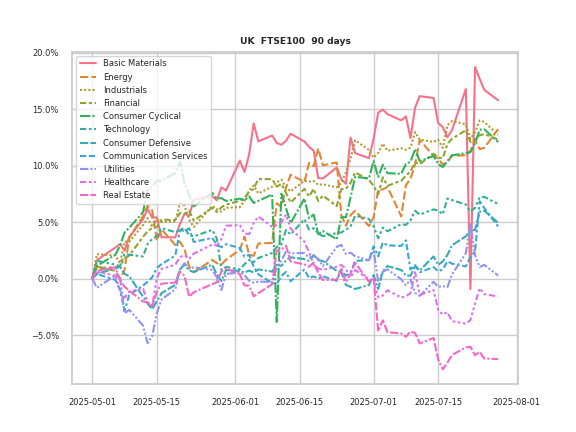 UK FTSE100 90 days
20.0%
15.0%
10.0%
5.0%
0.0%
−5.0%
Basic Materials
Energy
Industrials
Financial
Consumer Cyclical
Technology
Consumer Defensive
Communication Services
Utilities
Healthcare
Real Estate
2025-05-01 2025-05-15 2025-06-01 2025-06-15 2025-07-01 2025-07-15 2025-08-01